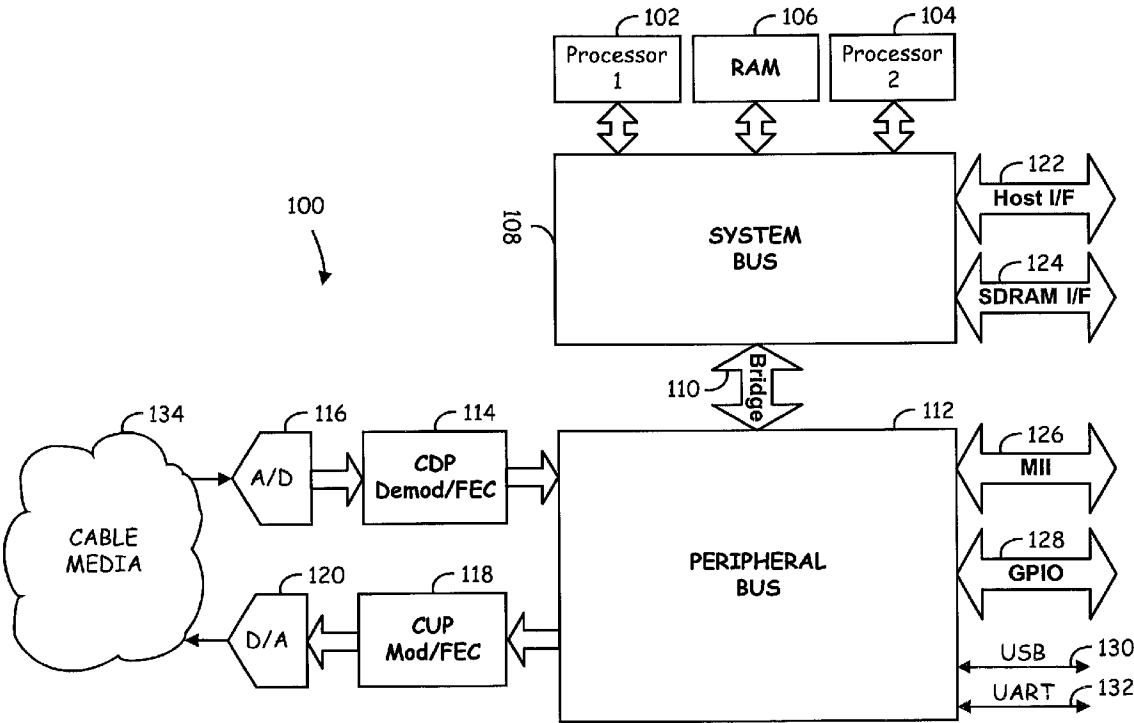 102
106
104
Processor
1
RAM
Processor
2
122
Host I/F
100
108
SYSTEM
BUS
124
SDRAM I/F
110
Bridge
134
116
114
112
126
MII
A/D
CDP
Demod/FEC
CABLE
MEDIA
PERIPHERAL
BUS
128
GPIO
120
118
D/A
CUP
Mod/FEC
USB
130
UART
132